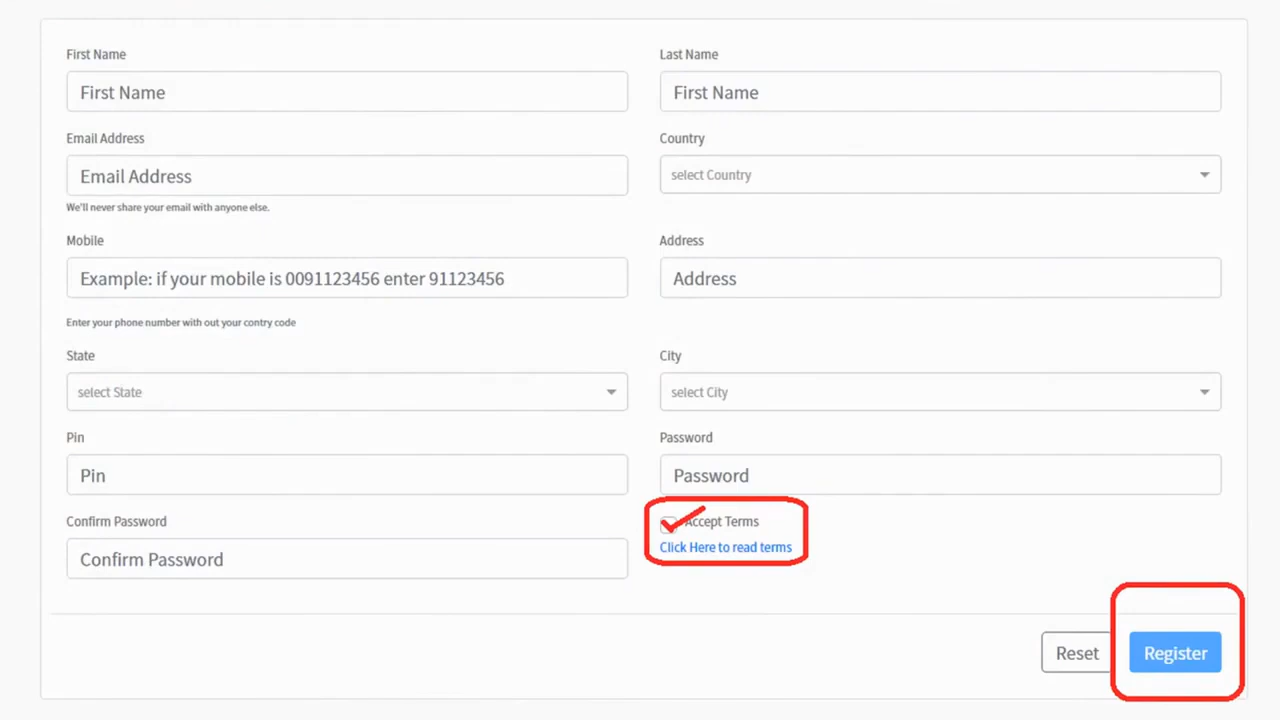 First Name
Last Name
First Name
First Name
Email Address
Country
Email Address
select Country
We'll never share your email with anyone else.
Mobile
Address
Example: if your mobile is 0091123456 enter 91123456
Address
Enter your phone number with out your contry code
State
City
select State
select City
Pin
Password
Pin
Password
Confirm Password
Accept Terms
Click Here to read terms
Confirm Password
Reset
Register